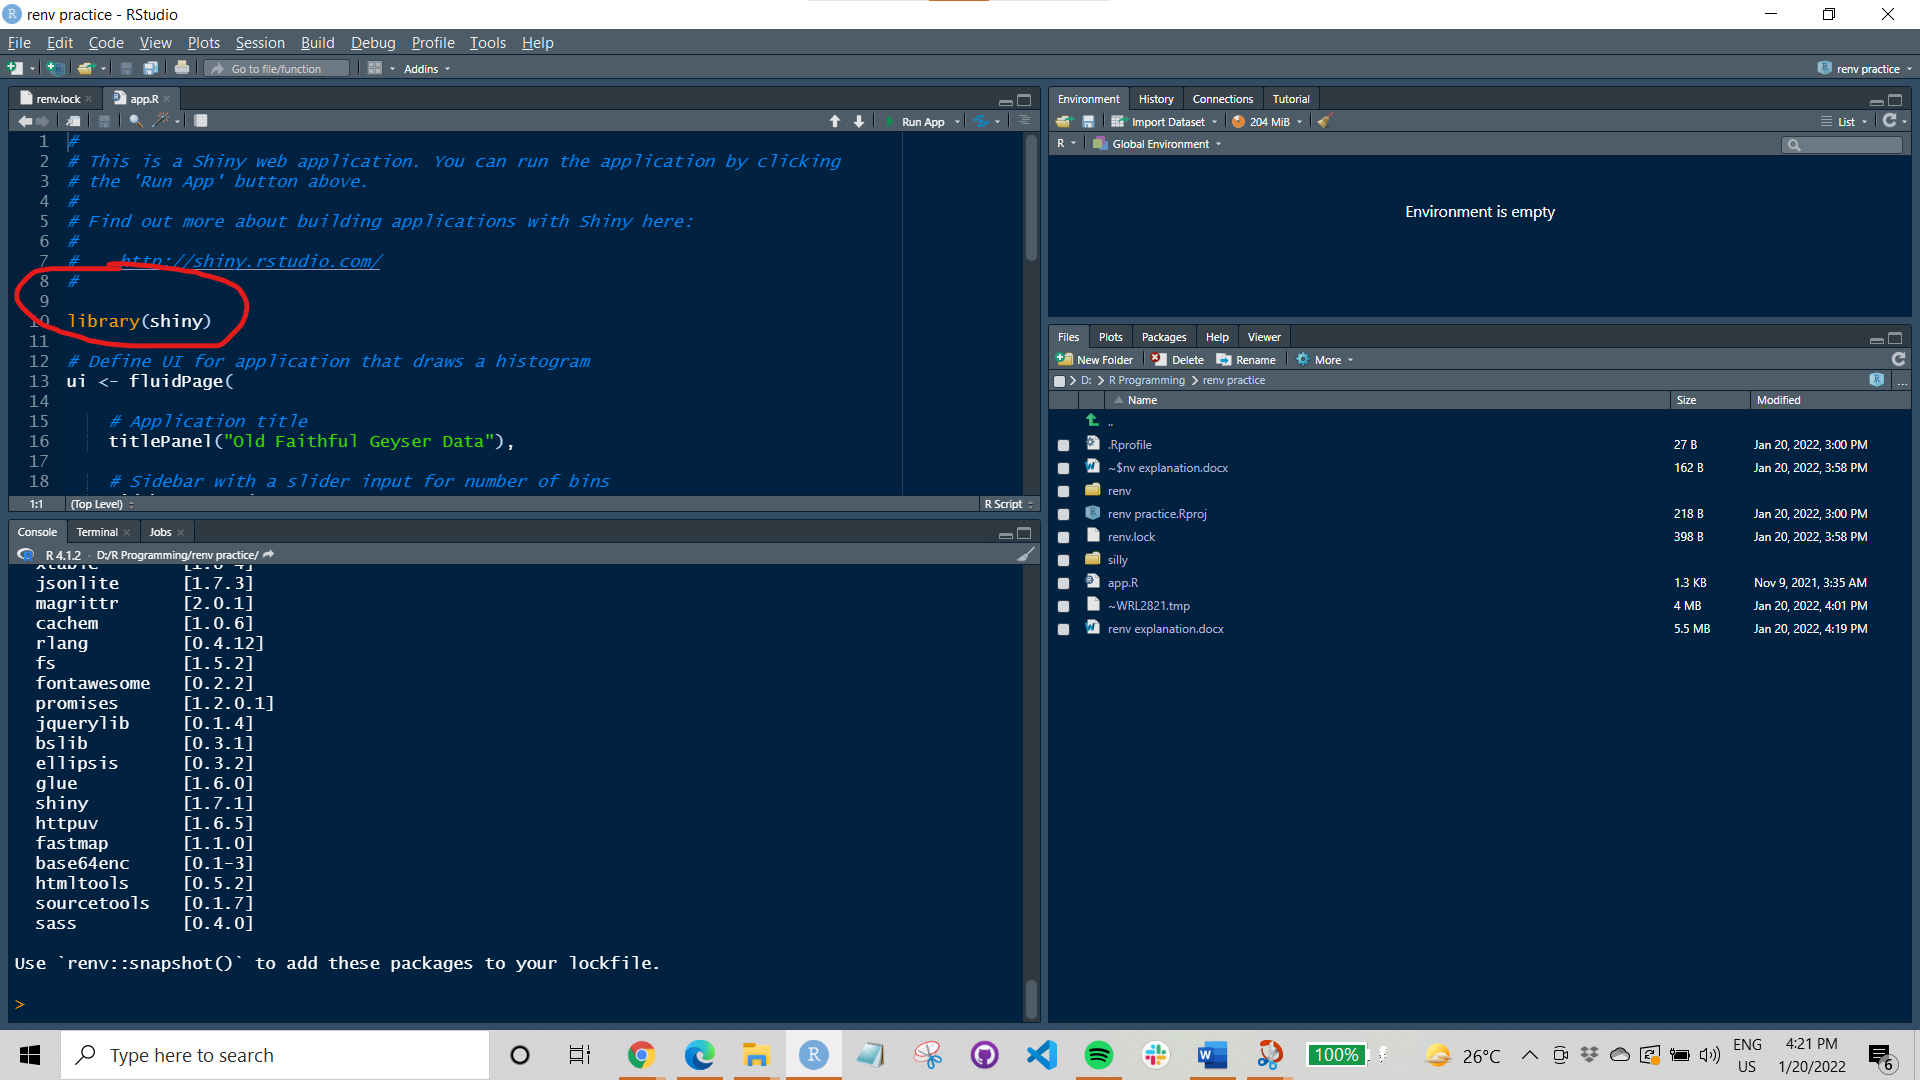 renv practice - RStudio
File Edit Code View Plots Session Build Debug Profile Tools Help
Go to file/function Addins renv practice
renv.lock app.R
Run App
1 #
2 # This is a Shiny web application. You can run the application by clicking
3 # the 'Run App' button above.
4 #
5 # Find out more about building applications with Shiny here:
6 #
7 # http://shiny.rstudio.com/
8 #
9
10 library(shiny)
11
12 # Define UI for application that draws a histogram
13 ui <- fluidPage(
14
15 # Application title
16 titlePanel("Old Faithful Geyser Data"),
17
18 # Sidebar with a slider input for number of bins
1:1 (Top Level) R Script
Console Terminal Jobs
R 4.1.2 · D:/R Programming/renv practice/
xtable [1.8-4]
jsonlite [1.7.3]
magrittr [2.0.1]
cachem [1.0.6]
rlang [0.4.12]
fs [1.5.2]
fontawesome [0.2.2]
promises [1.2.0.1]
jquerylib [0.1.4]
bslib [0.3.1]
ellipsis [0.3.2]
glue [1.6.0]
shiny [1.7.1]
httpuv [1.6.5]
fastmap [1.1.0]
base64enc [0.1-3]
htmltools [0.5.2]
sourcetools [0.1.7]
sass [0.4.0]
Use `renv::snapshot()` to add these packages to your lockfile.
>
Environment History Connections Tutorial
Import Dataset 204 MiB List
R Global Environment
Environment is empty
Files Plots Packages Help Viewer
New Folder Delete Rename More
D: R Programming renv practice ...
Name Size Modified
..
.Rprofile 27 B Jan 20, 2022, 3:00 PM
~$nv explanation.docx 162 B Jan 20, 2022, 3:58 PM
renv
renv practice.Rproj 218 B Jan 20, 2022, 3:00 PM
renv.lock 398 B Jan 20, 2022, 3:58 PM
silly
app.R 1.3 KB Nov 9, 2021, 3:35 AM
~WRL2821.tmp 4 MB Jan 20, 2022, 4:01 PM
renv explanation.docx 5.5 MB Jan 20, 2022, 4:19 PM
Type here to search
100%
26°C
ENG
US
4:21 PM
1/20/2022
6